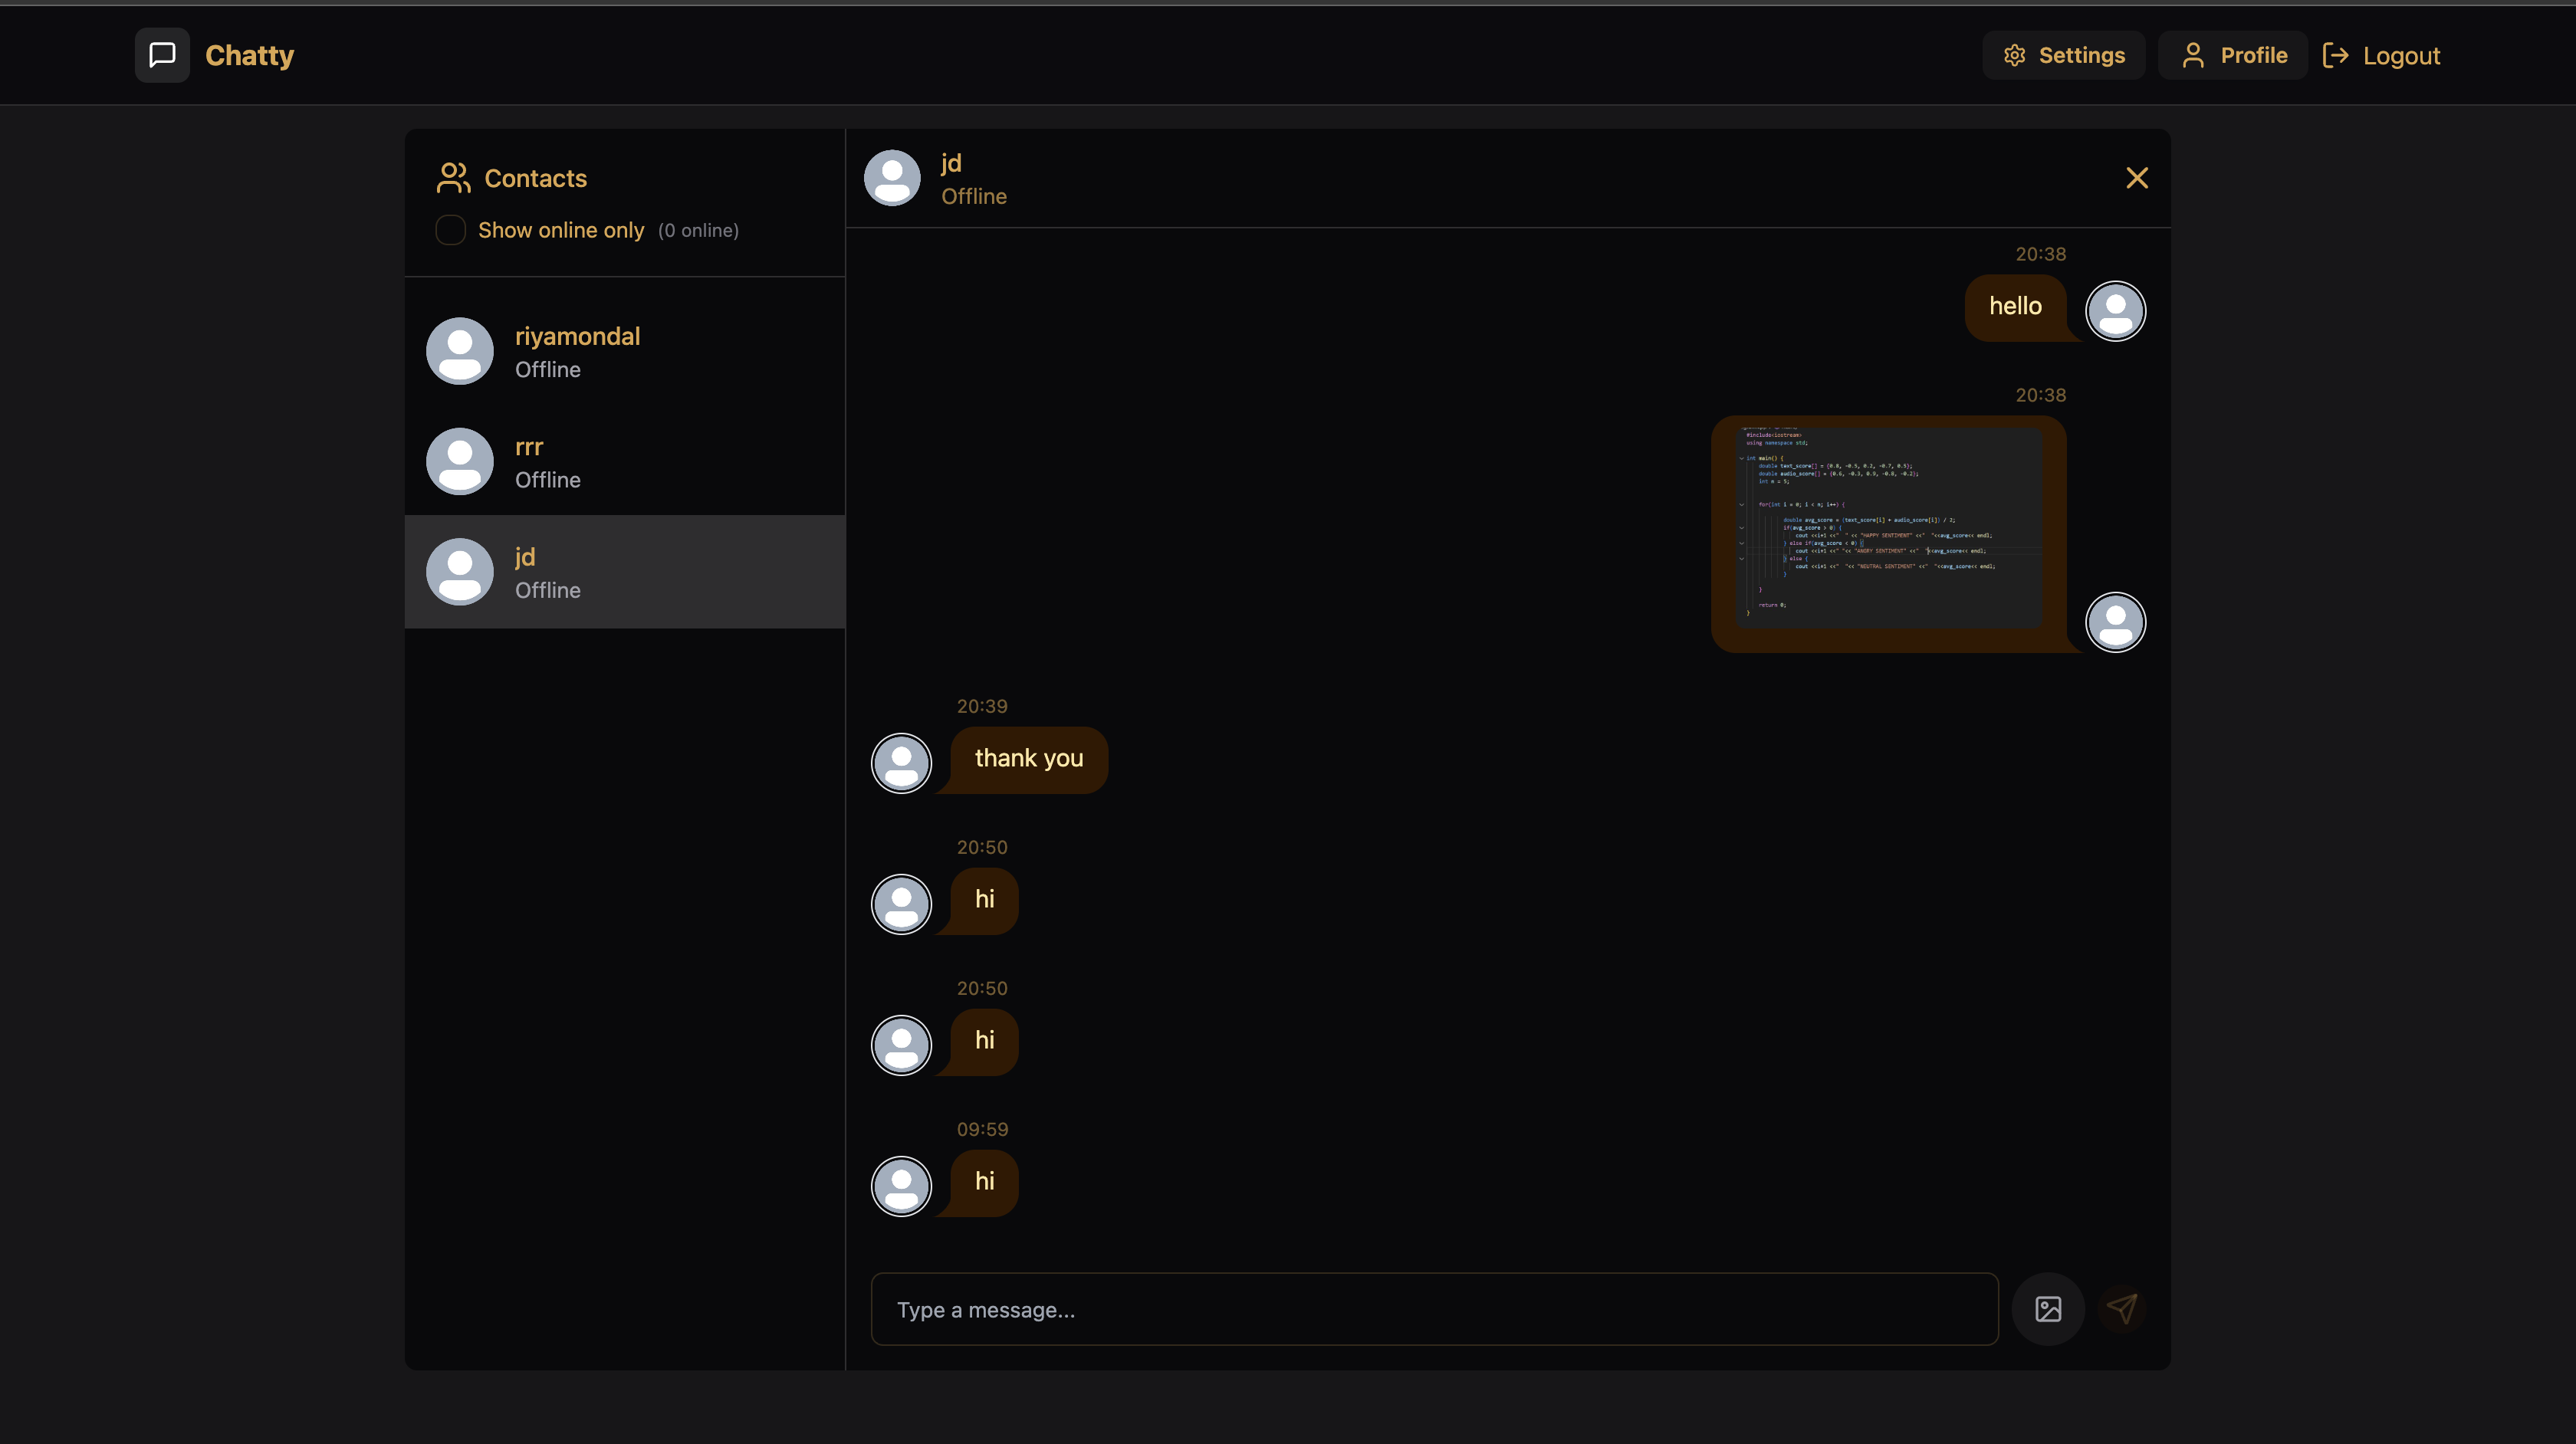 Chatty
Settings
Profile
Logout
Contacts
Show online only (0 online)
riyamondal
Offline
rrr
Offline
jd
Offline
jd
Offline
20:38
hello
20:38
#include<iostream>
using namespace std;
int main() {
double text_score[] = {0.8, -0.5, 0.2, -0.7, 0.5};
double audio_score[] = {0.6, -0.3, 0.9, -0.8, -0.2};
int n = 5;
for(int i = 0; i < n; i++) {
double avg_score = (text_score[i] + audio_score[i]) / 2;
if(avg_score > 0) {
cout <<i+1 <<" " << "HAPPY SENTIMENT" <<" "<<avg_score<< endl;
} else if(avg_score < 0) {
cout <<i+1 <<" "<< "ANGRY SENTIMENT" <<" "<<avg_score<< endl;
} else {
cout <<i+1 <<" "<< "NEUTRAL SENTIMENT" <<" "<<avg_score<< endl;
}
}
return 0;
}
20:39
thank you
20:50
hi
20:50
hi
09:59
hi
Type a message...